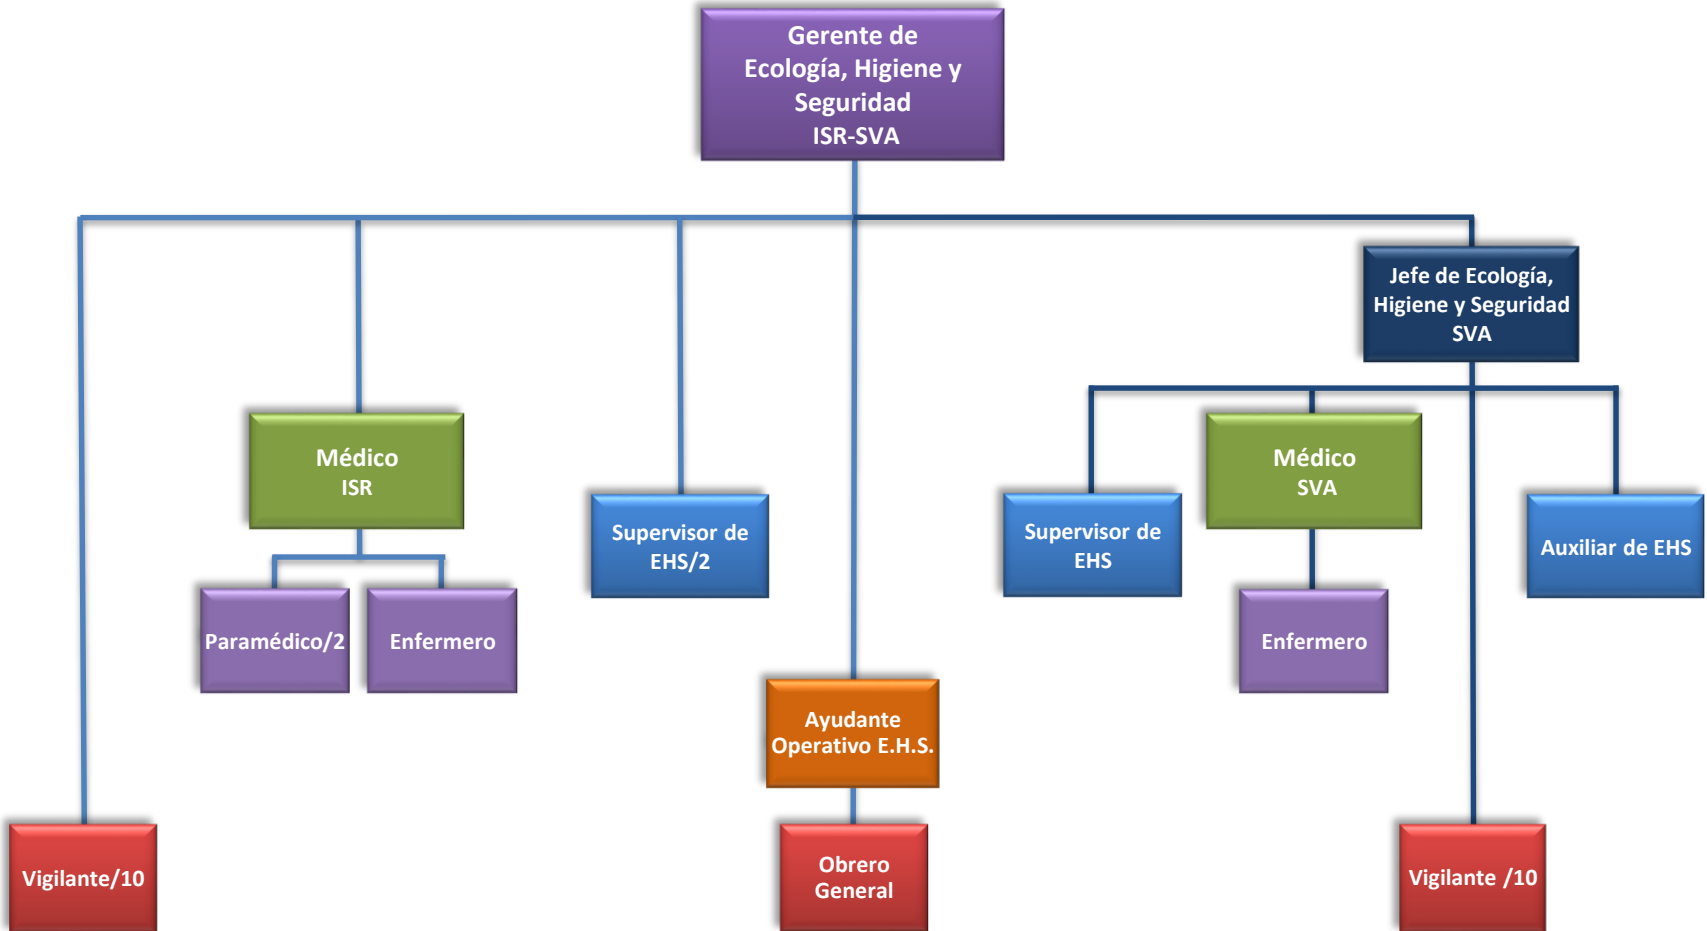 Gerente de
Ecología, Higiene y
Seguridad
ISR-SVA
Jefe de Ecología,
Higiene y Seguridad
SVA
Médico
ISR
Médico
SVA
Supervisor de
EHS/2
Supervisor de
EHS
Auxiliar de EHS
Paramédico/2
Enfermero
Enfermero
Ayudante
Operativo E.H.S.
Vigilante/10
Obrero
General
Vigilante /10